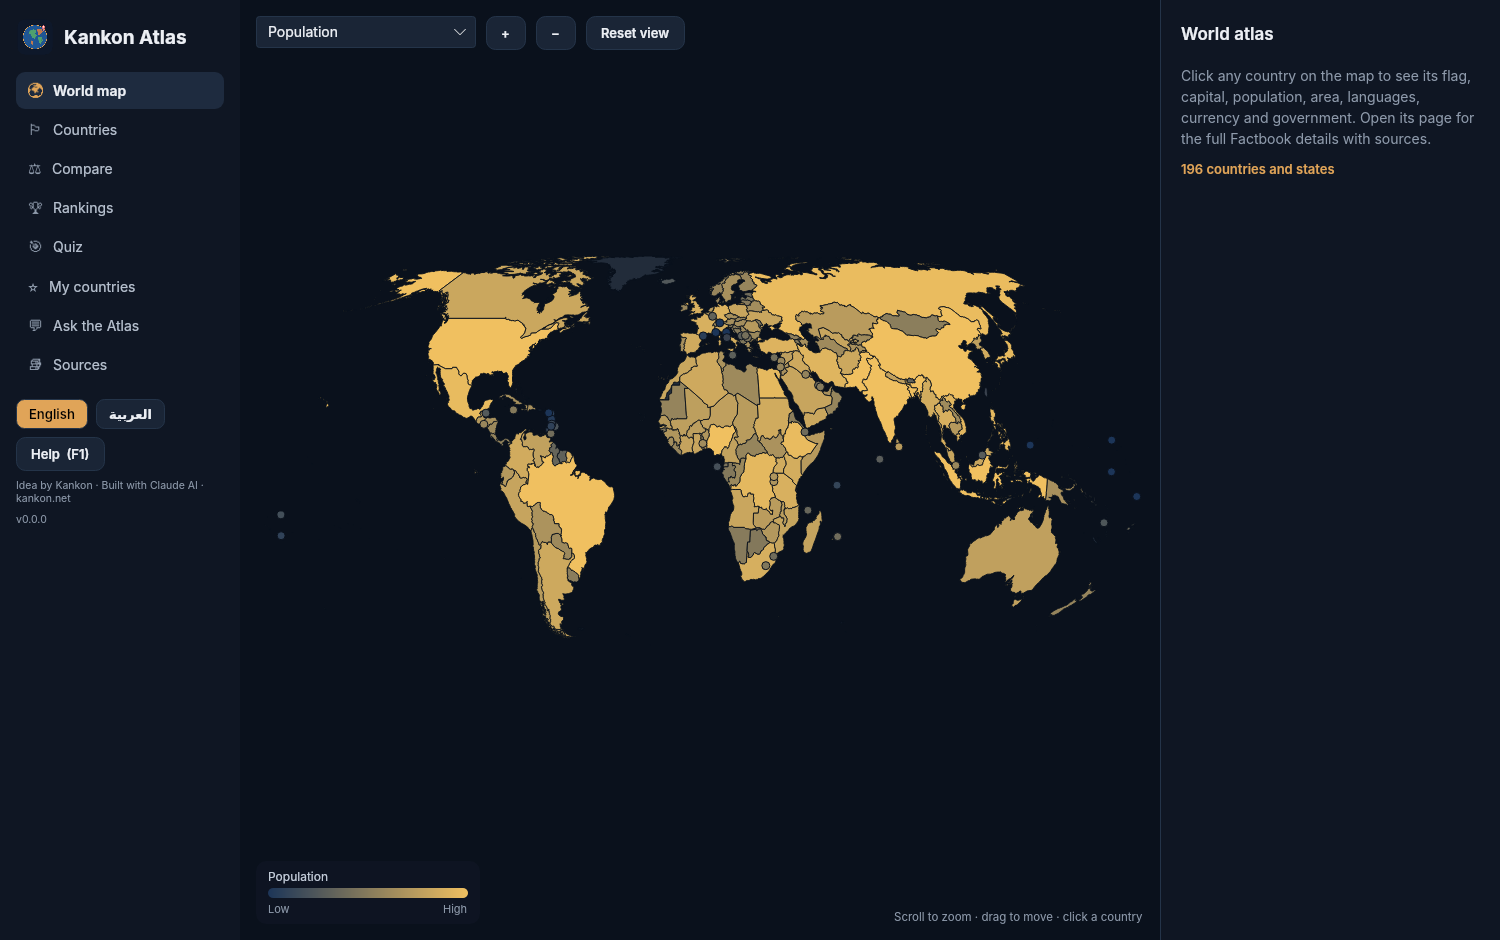 Kankon Atlas
World map
Countries
Compare
Rankings
Quiz
My countries
Ask the Atlas
Sources
English
العربية
Help (F1)
Idea by Kankon · Built with Claude AI ·
kankon.net
v0.0.0
Population
+
−
Reset view
Population
Low
High
Scroll to zoom · drag to move · click a country
World atlas
Click any country on the map to see its flag,
capital, population, area, languages,
currency and government. Open its page for
the full Factbook details with sources.
196 countries and states